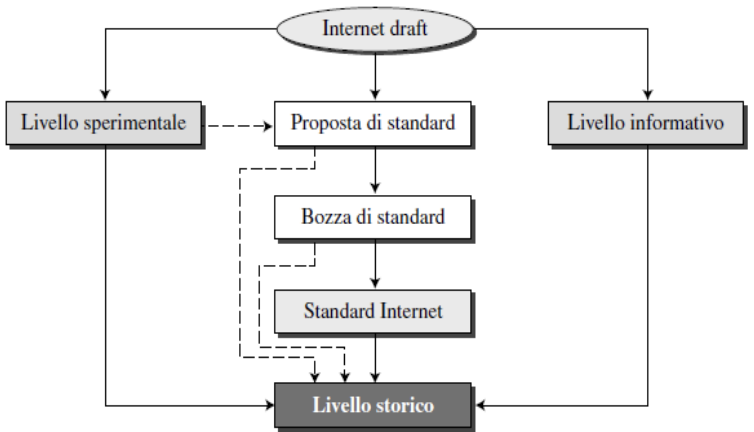 Internet draft
Livello sperimentale
Proposta di standard
Livello informativo
Bozza di standard
Standard Internet
Livello storico